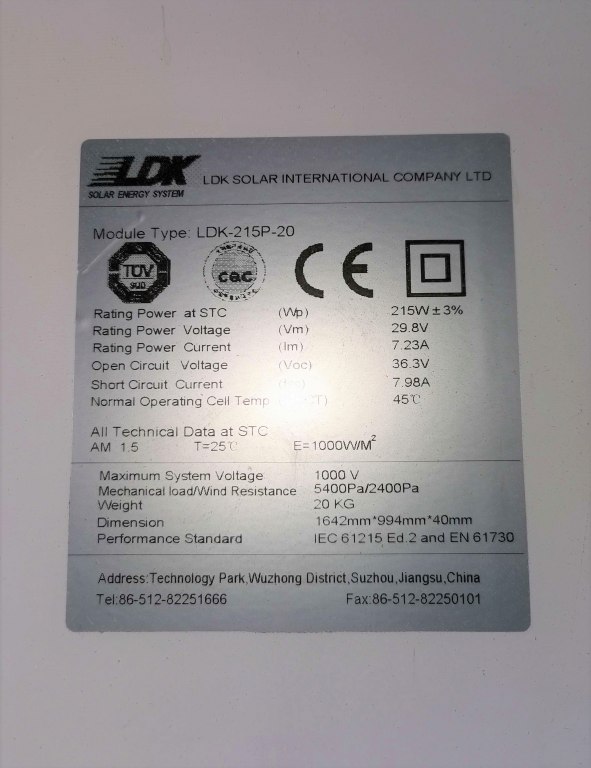 LDK
SOLAR ENERGY SYSTEM
LDK SOLAR INTERNATIONAL COMPANY LTD
Module Type: LDK-215P-20
TÜV
SÜD
CQC
CE
Rating Power at STC (Wp) 215W±3%
Rating Power Voltage (Vm) 29.8V
Rating Power Current (Im) 7.23A
Open Circuit Voltage (Voc) 36.3V
Short Circuit Current 7.98A
Normal Operating Cell Temp 45℃
All Technical Data at STC
AM 1.5 T=25℃ E=1000W/M²
Maximum System Voltage 1000 V
Mechanical load/Wind Resistance 5400Pa/2400Pa
Weight 20 KG
Dimension 1642mm*994mm*40mm
Performance Standard IEC 61215 Ed.2 and EN 61730
Address:Technology Park,Wuzhong District,Suzhou,Jiangsu,China
Tel:86-512-82251666 Fax:86-512-82250101